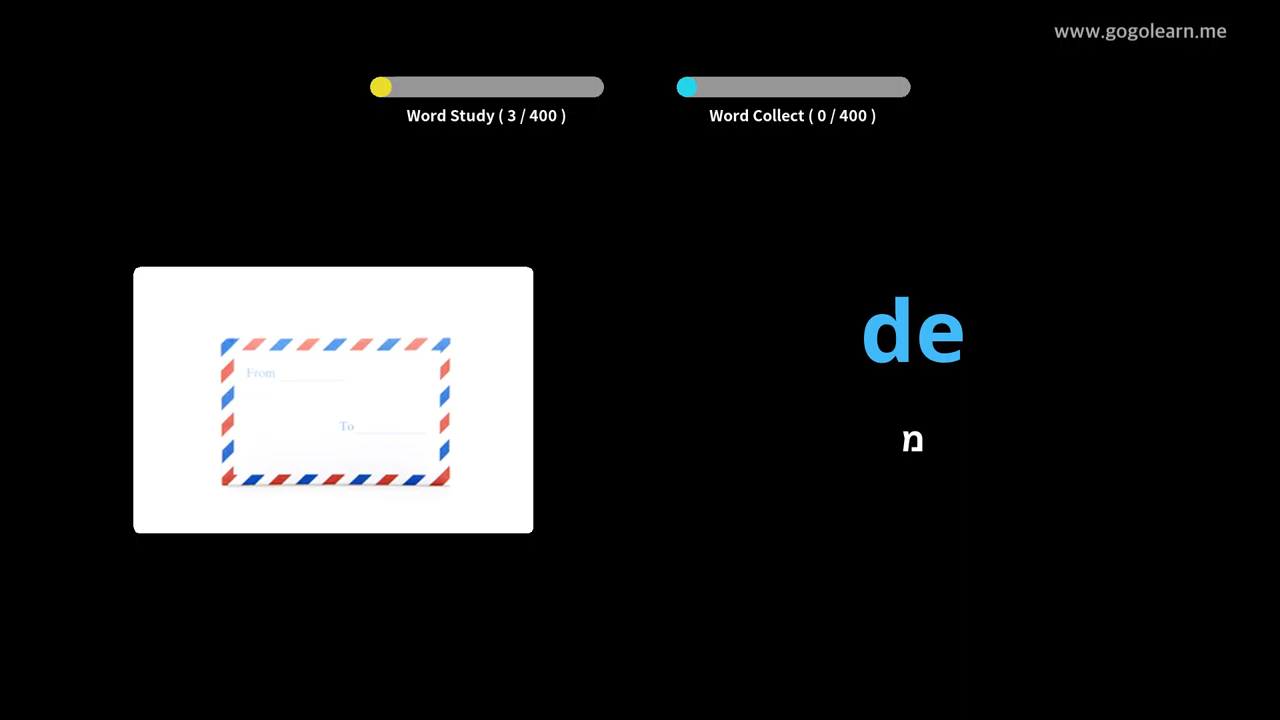 www.gogolearn.me
Word Study ( 3 / 400 )
Word Collect ( 0 / 400 )
From
To
de
מ